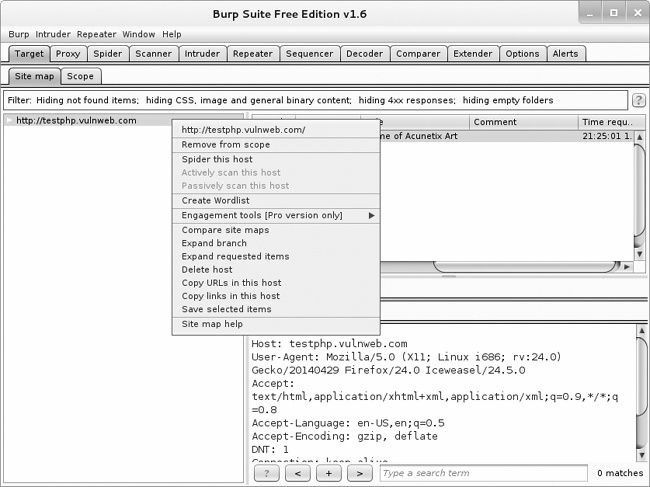 Burp Suite Free Edition v1.6
Burp Intruder Repeater Window Help
Target Proxy Spider Scanner Intruder Repeater Sequencer Decoder Comparer Extender Options Alerts
Site map Scope
Filter: Hiding not found items; hiding CSS, image and general binary content; hiding 4xx responses; hiding empty folders ?
http://testphp.vulnweb.com
Comment Time requ..
me of Acunetix Art 21:25:01 1.
http://testphp.vulnweb.com/
Remove from scope
Spider this host
Actively scan this host
Passively scan this host
Create Wordlist
Engagement tools [Pro version only]
Compare site maps
Expand branch
Expand requested items
Delete host
Copy URLs in this host
Copy links in this host
Save selected items
Site map help
Host: testphp.vulnweb.com
User-Agent: Mozilla/5.0 (X11; Linux i686; rv:24.0)
Gecko/20140429 Firefox/24.0 Iceweasel/24.5.0
Accept:
text/html,application/xhtml+xml,application/xml;q=0.9,*/*;q
=0.8
Accept-Language: en-US,en;q=0.5
Accept-Encoding: gzip, deflate
DNT: 1
Connection: keep-alive
? < + > Type a search term 0 matches